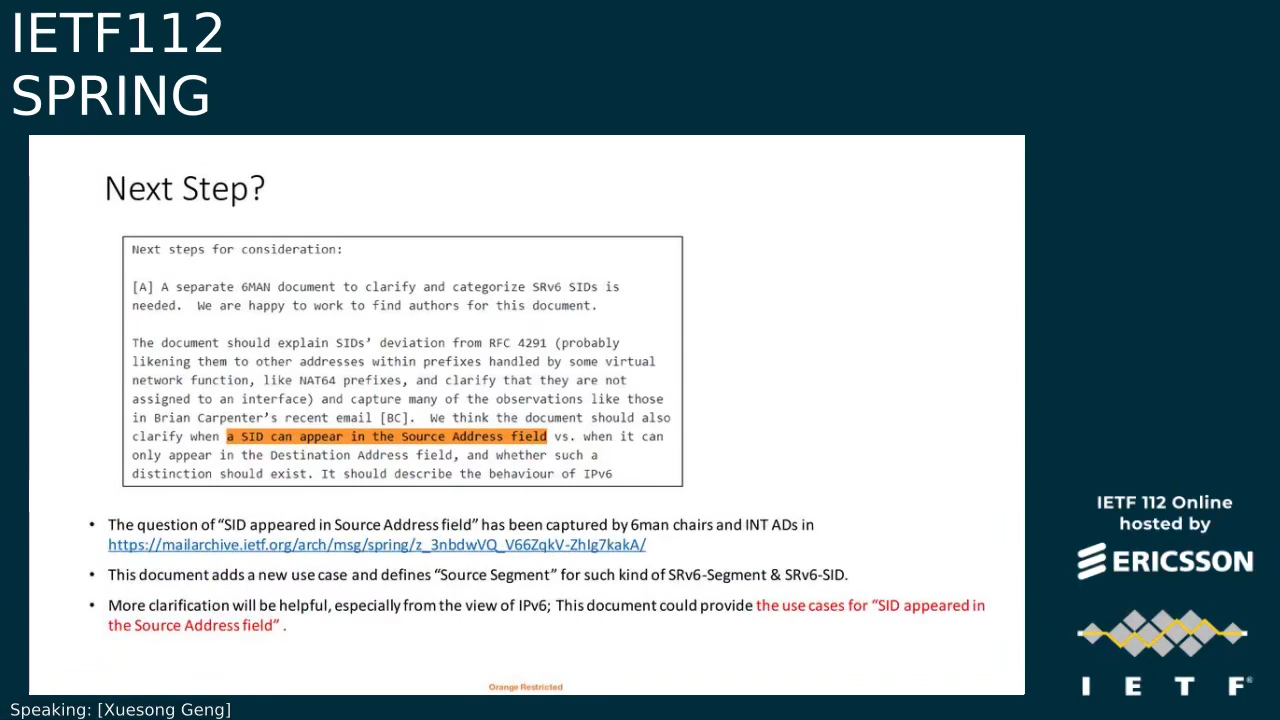 IETF112
SPRING
Next Step?
Next steps for consideration:
[A] A separate 6MAN document to clarify and categorize SRv6 SIDs is
needed.  We are happy to work to find authors for this document.
The document should explain SIDs’ deviation from RFC 4291 (probably
likening them to other addresses within prefixes handled by some virtual
network function, like NAT64 prefixes, and clarify that they are not
assigned to an interface) and capture many of the observations like those
in Brian Carpenter’s recent email [BC].  We think the document should also
clarify when a SID can appear in the Source Address field vs. when it can
only appear in the Destination Address field, and whether such a
distinction should exist. It should describe the behaviour of IPv6
• The question of “SID appeared in Source Address field” has been captured by 6man chairs and INT ADs in
https://mailarchive.ietf.org/arch/msg/spring/z_3nbdwVQ_V66ZqkV-ZhIg7kakA/
• This document adds a new use case and defines “Source Segment” for such kind of SRv6-Segment & SRv6-SID.
• More clarification will be helpful, especially from the view of IPv6; This document could provide the use cases for “SID appeared in
the Source Address field” .
Orange Restricted
IETF 112 Online
hosted by
ERICSSON
I E T F®
Speaking: [Xuesong Geng]